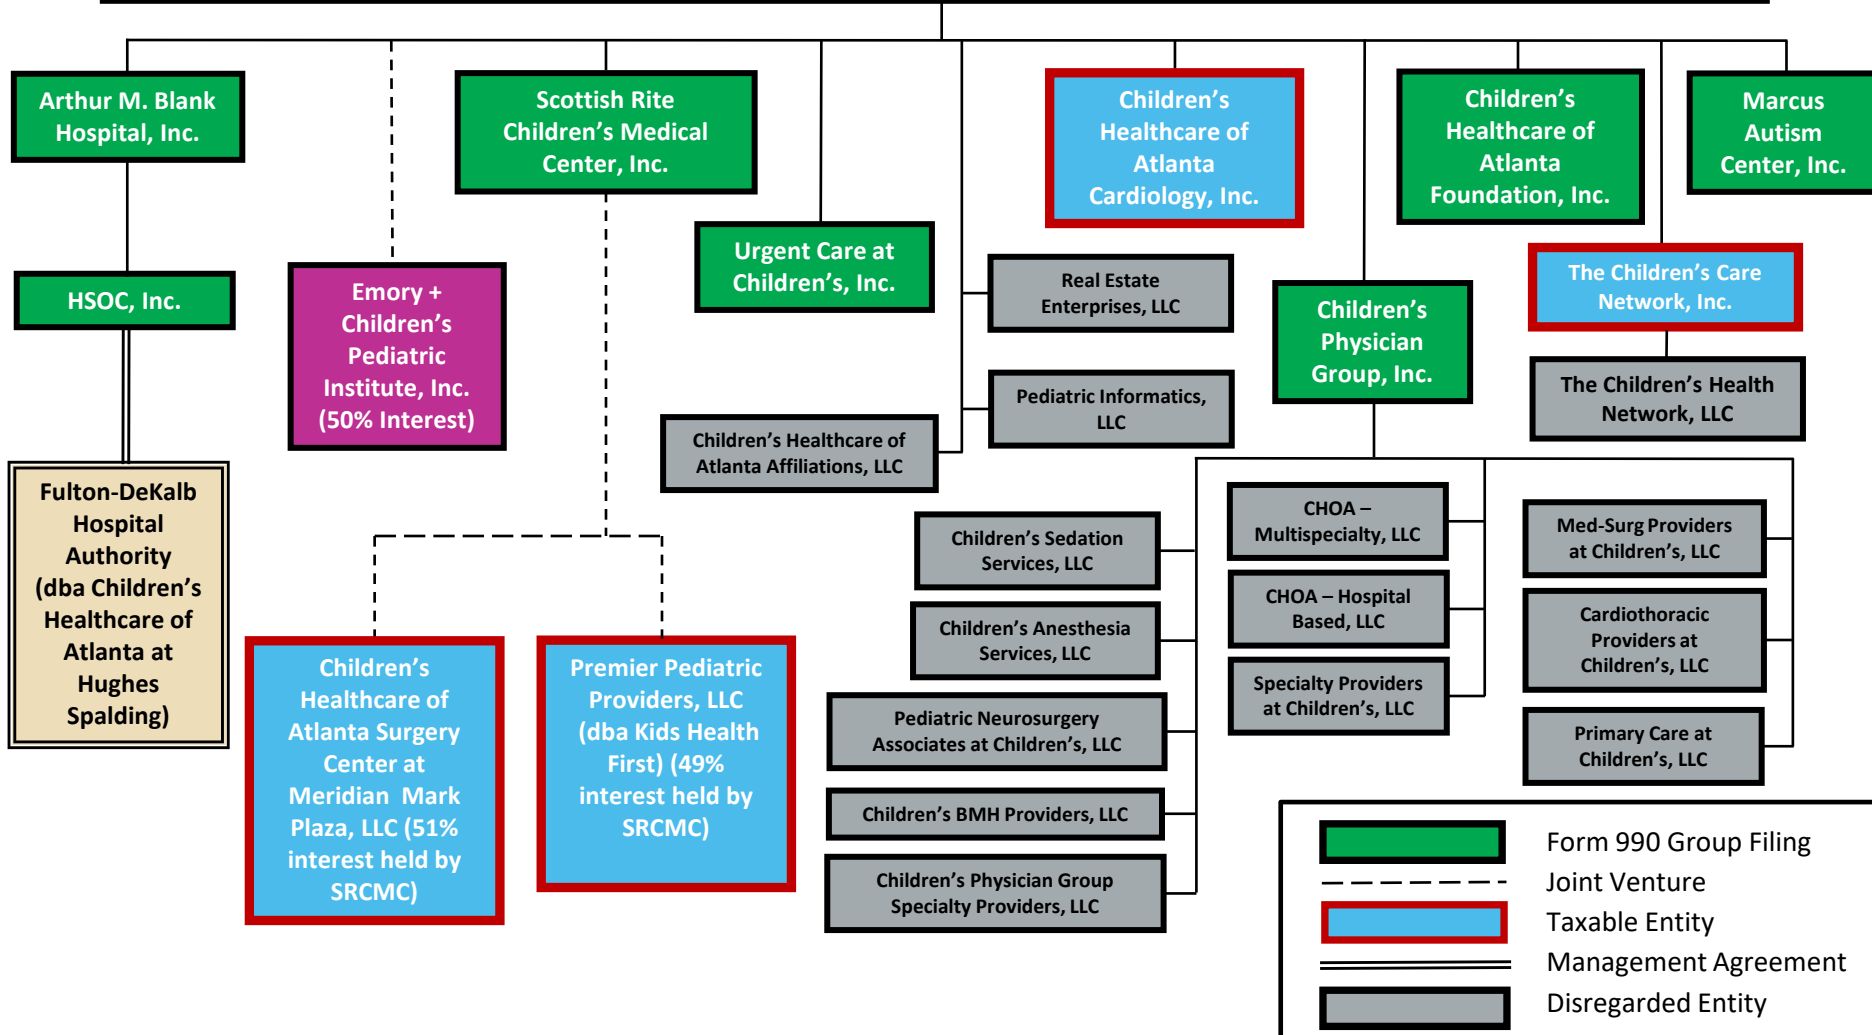 Arthur M. Blank
Hospital, Inc.
Scottish Rite
Children’s Medical
Center, Inc.
Children’s
Healthcare of
Atlanta
Cardiology, Inc.
Children’s
Healthcare of
Atlanta
Foundation, Inc.
Marcus
Autism
Center, Inc.
HSOC, Inc.
Emory +
Children’s
Pediatric
Institute, Inc.
(50% Interest)
Urgent Care at
Children’s, Inc.
Real Estate
Enterprises, LLC
Children’s
Physician
Group, Inc.
The Children’s Care
Network, Inc.
The Children’s Health
Network, LLC
Pediatric Informatics,
LLC
Children’s Healthcare of
Atlanta Affiliations, LLC
Fulton-DeKalb
Hospital
Authority
(dba Children’s
Healthcare of
Atlanta at
Hughes
Spalding)
Children’s Sedation
Services, LLC
Children’s Anesthesia
Services, LLC
Pediatric Neurosurgery
Associates at Children’s, LLC
Children’s BMH Providers, LLC
Children’s Physician Group
Specialty Providers, LLC
CHOA –
Multispecialty, LLC
CHOA – Hospital
Based, LLC
Specialty Providers
at Children’s, LLC
Med-Surg Providers
at Children’s, LLC
Cardiothoracic
Providers at
Children’s, LLC
Primary Care at
Children’s, LLC
Children’s
Healthcare of
Atlanta Surgery
Center at
Meridian Mark
Plaza, LLC (51%
interest held by
SRCMC)
Premier Pediatric
Providers, LLC
(dba Kids Health
First) (49%
interest held by
SRCMC)
Form 990 Group Filing
Joint Venture
Taxable Entity
Management Agreement
Disregarded Entity